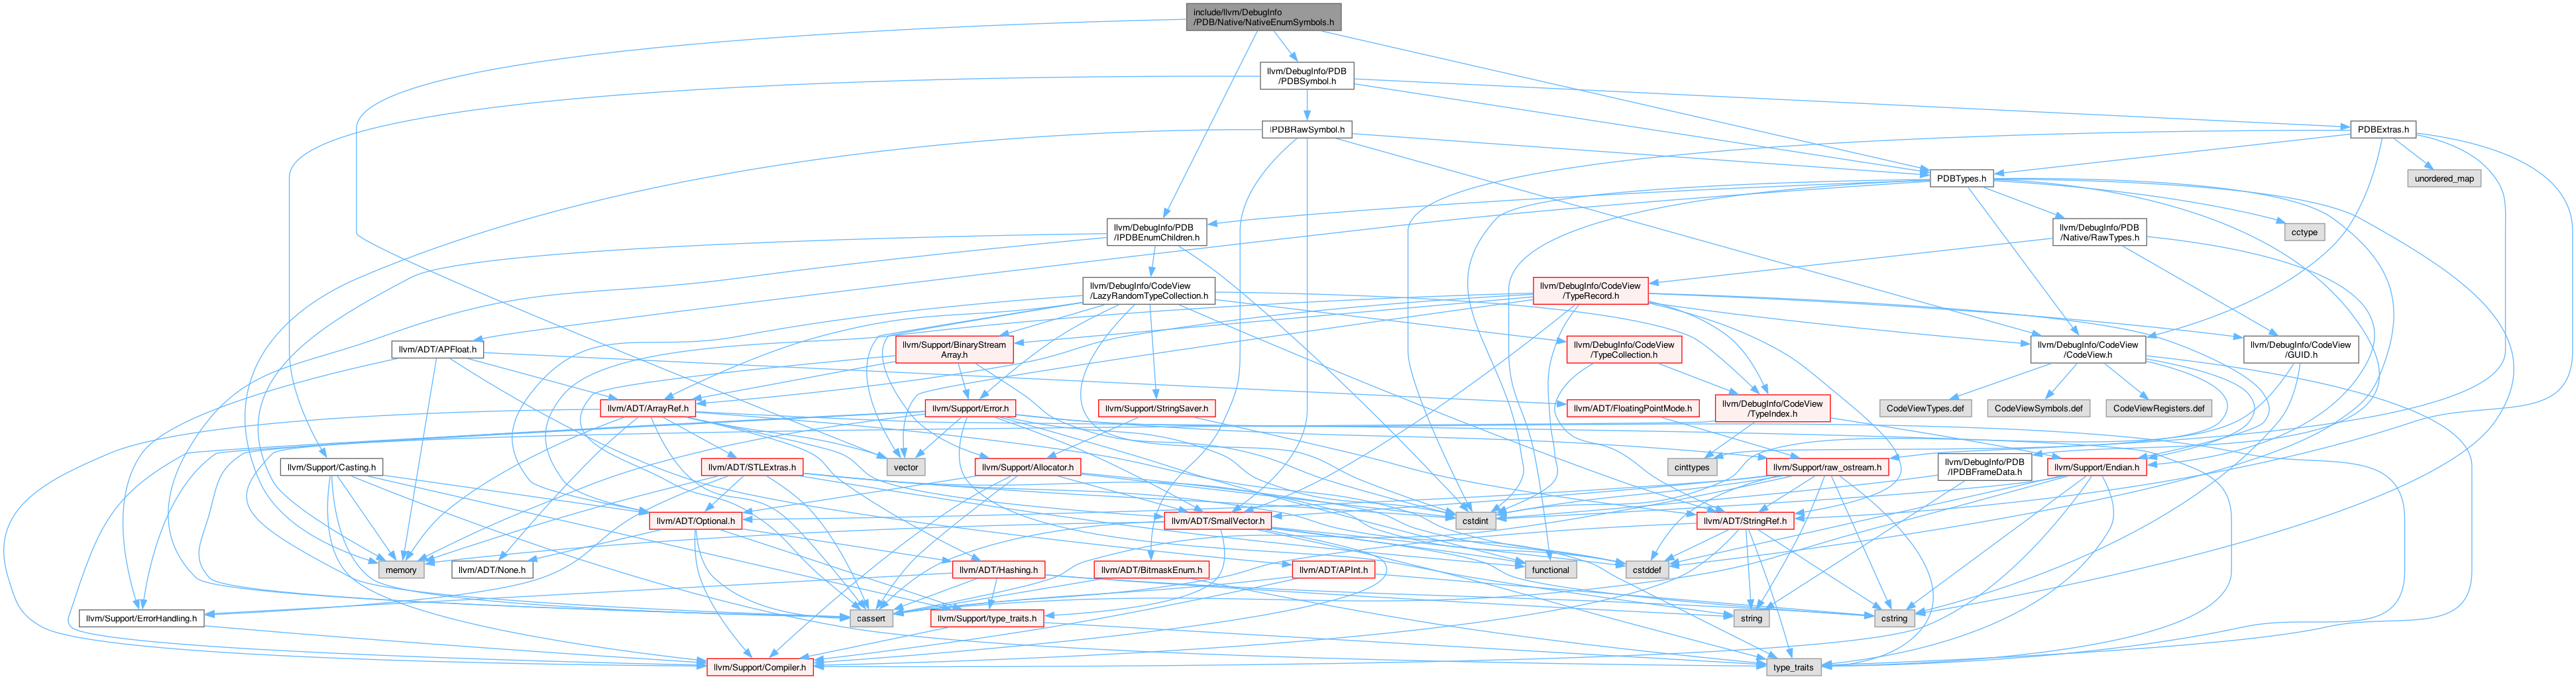 include/llvm/DebugInfo
/PDB/Native/NativeEnumSymbols.h
llvm/DebugInfo/PDB
/PDBSymbol.h
IPDBRawSymbol.h
PDBExtras.h
PDBTypes.h
unordered_map
llvm/DebugInfo/PDB
/IPDBEnumChildren.h
llvm/DebugInfo/PDB
/Native/RawTypes.h
cctype
llvm/DebugInfo/CodeView
/LazyRandomTypeCollection.h
llvm/DebugInfo/CodeView
/TypeRecord.h
llvm/ADT/APFloat.h
llvm/Support/BinaryStream
Array.h
llvm/DebugInfo/CodeView
/TypeCollection.h
llvm/DebugInfo/CodeView
/CodeView.h
llvm/DebugInfo/CodeView
/GUID.h
llvm/ADT/ArrayRef.h
llvm/Support/Error.h
llvm/Support/StringSaver.h
llvm/ADT/FloatingPointMode.h
llvm/DebugInfo/CodeView
/TypeIndex.h
CodeViewTypes.def
CodeViewSymbols.def
CodeViewRegisters.def
llvm/Support/Casting.h
llvm/ADT/STLExtras.h
vector
llvm/Support/Allocator.h
cinttypes
llvm/Support/raw_ostream.h
llvm/DebugInfo/PDB
/IPDBFrameData.h
llvm/Support/Endian.h
llvm/ADT/Optional.h
llvm/ADT/SmallVector.h
cstdint
llvm/ADT/StringRef.h
memory
llvm/ADT/None.h
llvm/ADT/Hashing.h
llvm/ADT/BitmaskEnum.h
llvm/ADT/APInt.h
functional
cstddef
llvm/Support/ErrorHandling.h
cassert
llvm/Support/type_traits.h
string
cstring
llvm/Support/Compiler.h
type_traits